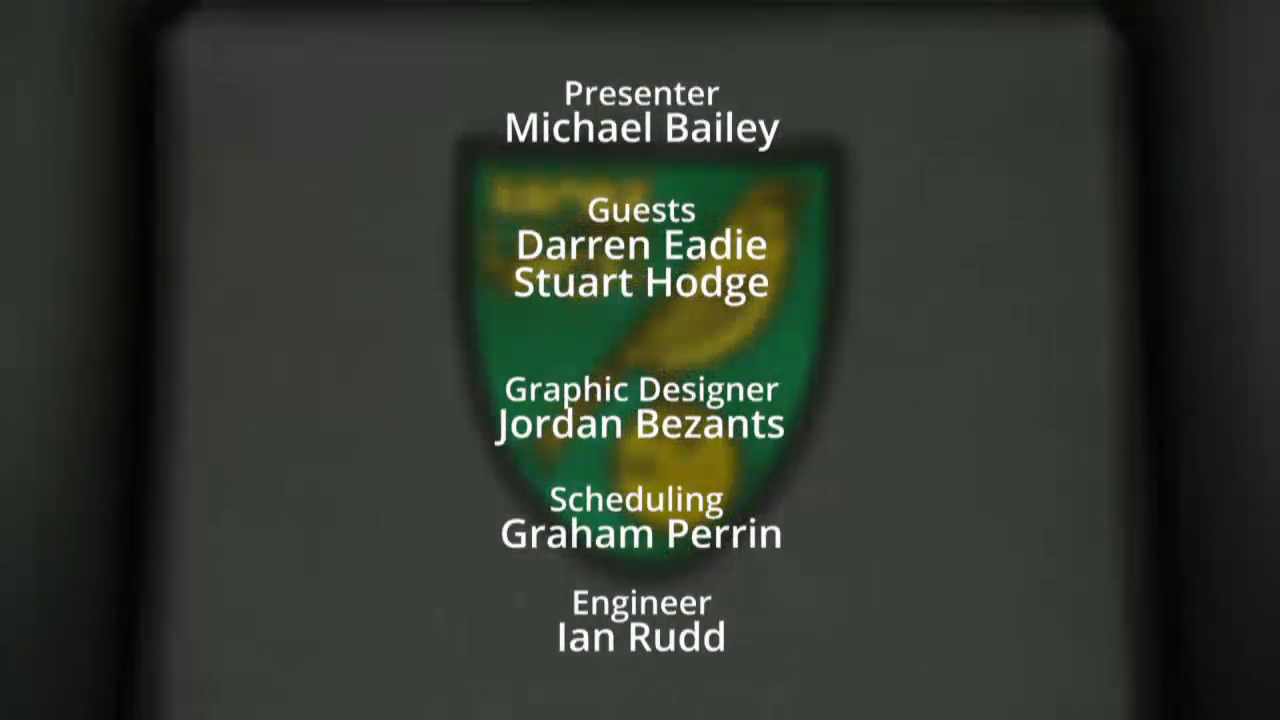 Presenter
Michael Bailey
Guests
Darren Eadie
Stuart Hodge
Graphic Designer
Jordan Bezants
Scheduling
Graham Perrin
Engineer
Ian Rudd